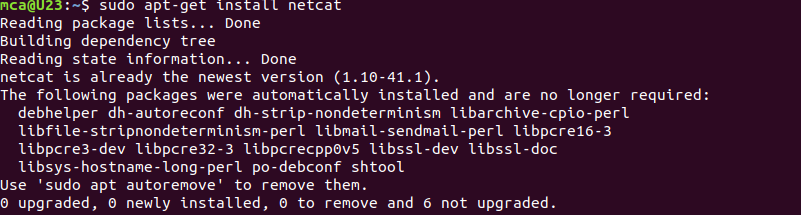 mca@U23:~$ sudo apt-get install netcat
Reading package lists... Done
Building dependency tree
Reading state information... Done
netcat is already the newest version (1.10-41.1).
The following packages were automatically installed and are no longer required:
  debhelper dh-autoreconf dh-strip-nondeterminism libarchive-cpio-perl
  libfile-stripnondeterminism-perl libmail-sendmail-perl libpcre16-3
  libpcre3-dev libpcre32-3 libpcrecpp0v5 libssl-dev libssl-doc
  libsys-hostname-long-perl po-debconf shtool
Use 'sudo apt autoremove' to remove them.
0 upgraded, 0 newly installed, 0 to remove and 6 not upgraded.